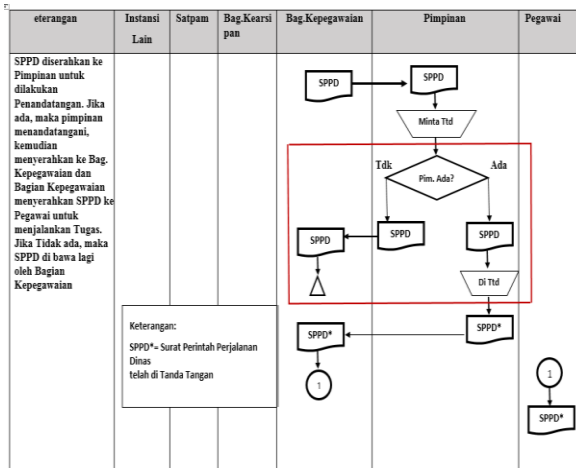 eterangan
Instansi
Lain
Satpam
Bag.Kearsi
pan
Bag.Kepegawaian
Pimpinan
Pegawai
SPPD diserahkan ke
Pimpinan untuk
dilakukan
Penandatangan. Jika
ada, maka pimpinan
menandatangani,
kemudian
menyerahkan ke Bag.
Kepegawaian dan
Bagian Kepegawaian
menyerahkan SPPD ke
Pegawai untuk
menjalankan Tugas.
Jika Tidak ada, maka
SPPD di bawa lagi
oleh Bagian
Kepegawaian
SPPD
SPPD
Minta Ttd
Tdk
Ada
Pim. Ada?
SPPD
SPPD
SPPD
Di Ttd
SPPD*
SPPD*
1
1
SPPD*
Keterangan:
SPPD*= Surat Perintah Perjalanan
Dinas
telah di Tanda Tangan